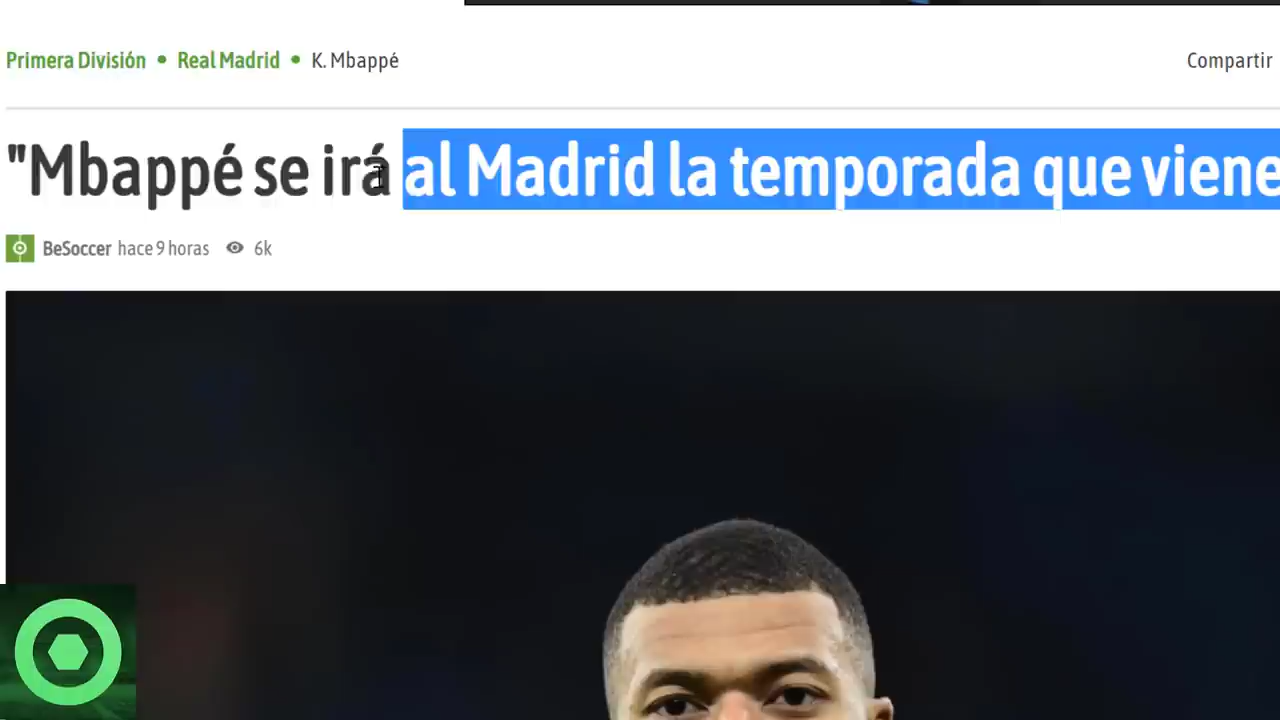 Primera División • Real Madrid • K. Mbappé
Compartir
"Mbappé se irá al Madrid la temporada que viene
BeSoccer hace 9 horas 6k